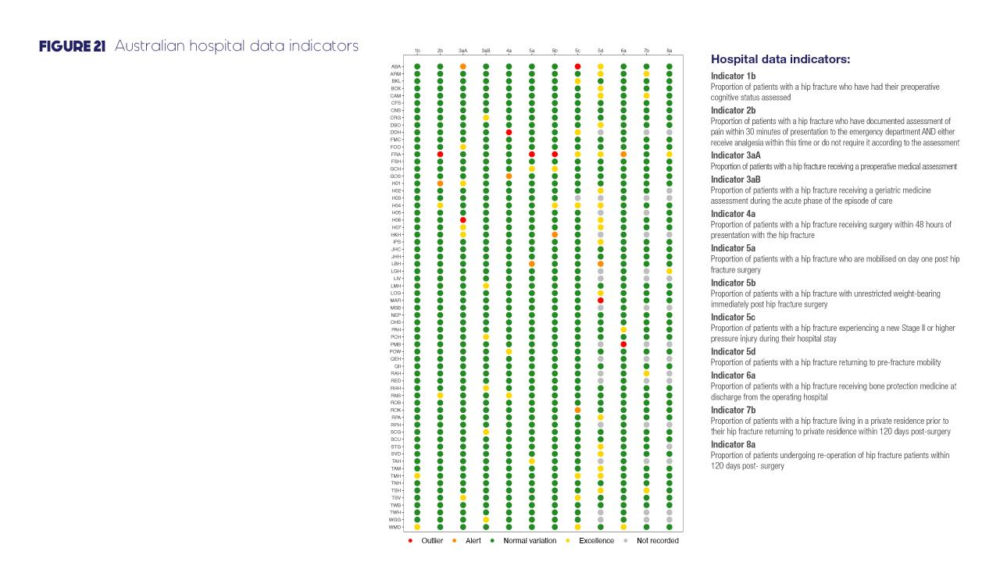 FIGURE 21 Australian hospital data indicators
1b 2b 3aA 3aB 4a 5a 5b 5c 5d 6a 7b 8a
ABA
ARM
BKL
BOX
CAM
CFS
CNS
CRG
DBO
DDH
FMC
FOO
FRA
FSH
GCH
GOS
H01
H02
H03
H04
H05
H06
H07
HKH
IPS
JHC
JHH
LBH
LGH
LIV
LMH
LOG
MAR
MSB
NEP
OHS
PAH
PCH
PMB
POW
QEH
QII
RAH
RED
RHH
RNS
ROB
ROK
RPA
RPH
SCG
SCU
STG
SVD
TAH
TAM
TMH
TNH
TSH
TSV
TWB
TWH
WGG
WMD
Outlier Alert Normal variation Excellence Not recorded
Hospital data indicators:
Indicator 1b
Proportion of patients with a hip fracture who have had their preoperative
cognitive status assessed
Indicator 2b
Proportion of patients with a hip fracture who have documented assessment of
pain within 30 minutes of presentation to the emergency department AND either
receive analgesia within this time or do not require it according to the assessment
Indicator 3aA
Proportion of patients with a hip fracture receiving a preoperative medical assessment
Indicator 3aB
Proportion of patients with a hip fracture receiving a geriatric medicine
assessment during the acute phase of the episode of care
Indicator 4a
Proportion of patients with a hip fracture receiving surgery within 48 hours of
presentation with the hip fracture
Indicator 5a
Proportion of patients with a hip fracture who are mobilised on day one post hip
fracture surgery
Indicator 5b
Proportion of patients with a hip fracture with unrestricted weight-bearing
immediately post hip fracture surgery
Indicator 5c
Proportion of patients with a hip fracture experiencing a new Stage II or higher
pressure injury during their hospital stay
Indicator 5d
Proportion of patients with a hip fracture returning to pre-fracture mobility
Indicator 6a
Proportion of patients with a hip fracture receiving bone protection medicine at
discharge from the operating hospital
Indicator 7b
Proportion of patients with a hip fracture living in a private residence prior to
their hip fracture returning to private residence within 120 days post-surgery
Indicator 8a
Proportion of patients undergoing re-operation of hip fracture patients within
120 days post- surgery